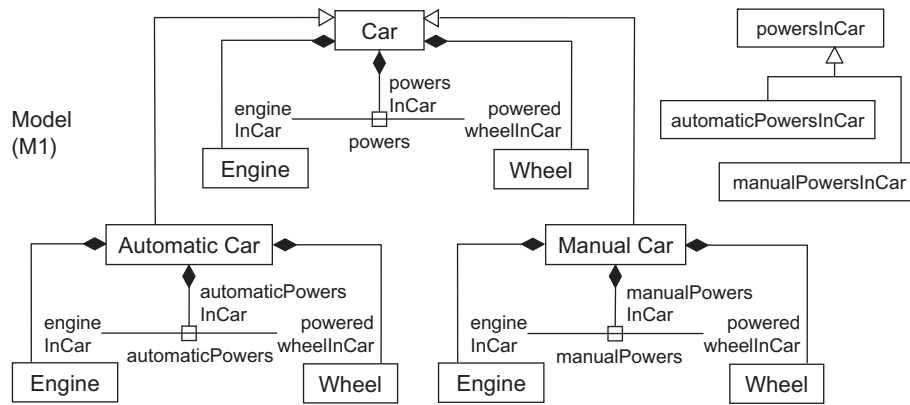 Car
powersInCar
engine
InCar
powers
InCar
powered
wheelInCar
powers
Model
(M1)
automaticPowersInCar
Engine
Wheel
manualPowersInCar
Automatic Car
Manual Car
engine
InCar
automaticPowers
InCar
powered
wheelInCar
automaticPowers
engine
InCar
manualPowers
InCar
powered
wheelInCar
manualPowers
Engine
Wheel
Engine
Wheel